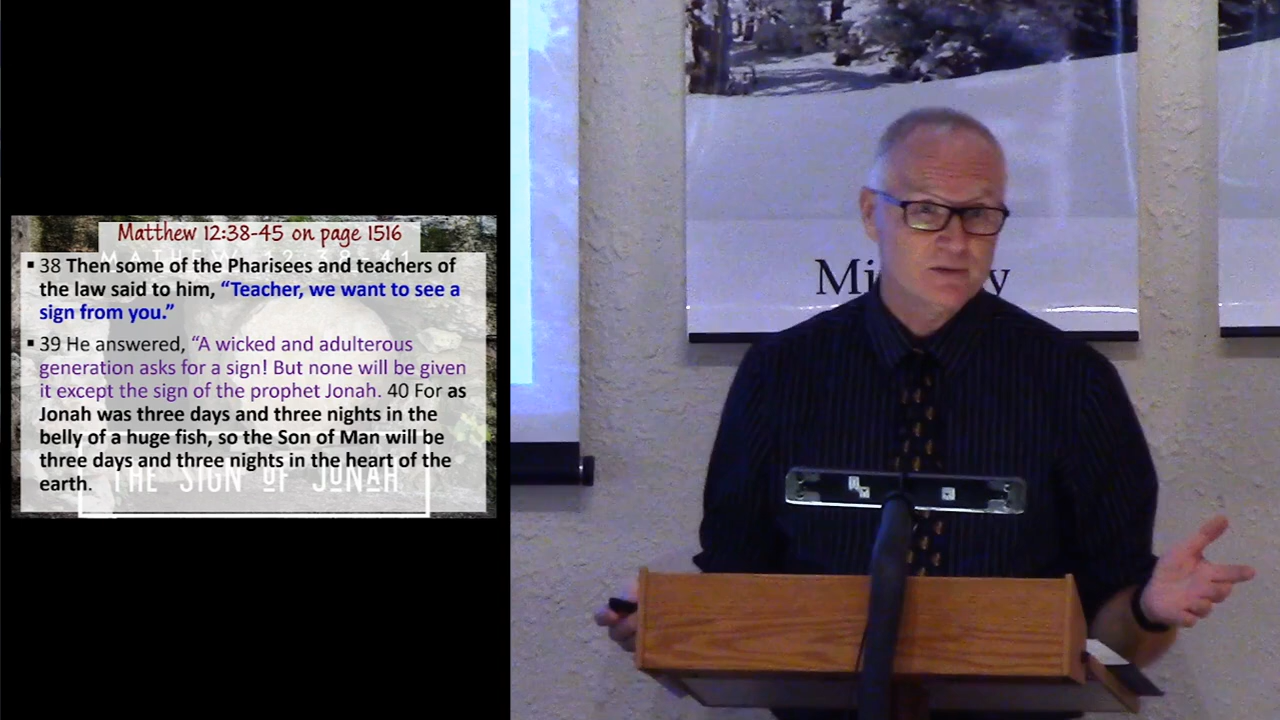 Matthew 12:38-45 on page 1516
▪ 38 Then some of the Pharisees and teachers of
the law said to him, “Teacher, we want to see a
sign from you.”
▪ 39 He answered, “A wicked and adulterous
generation asks for a sign! But none will be given
it except the sign of the prophet Jonah. 40 For as
Jonah was three days and three nights in the
belly of a huge fish, so the Son of Man will be
three days and three nights in the heart of the
earth.
THE SIGN OF JONAH